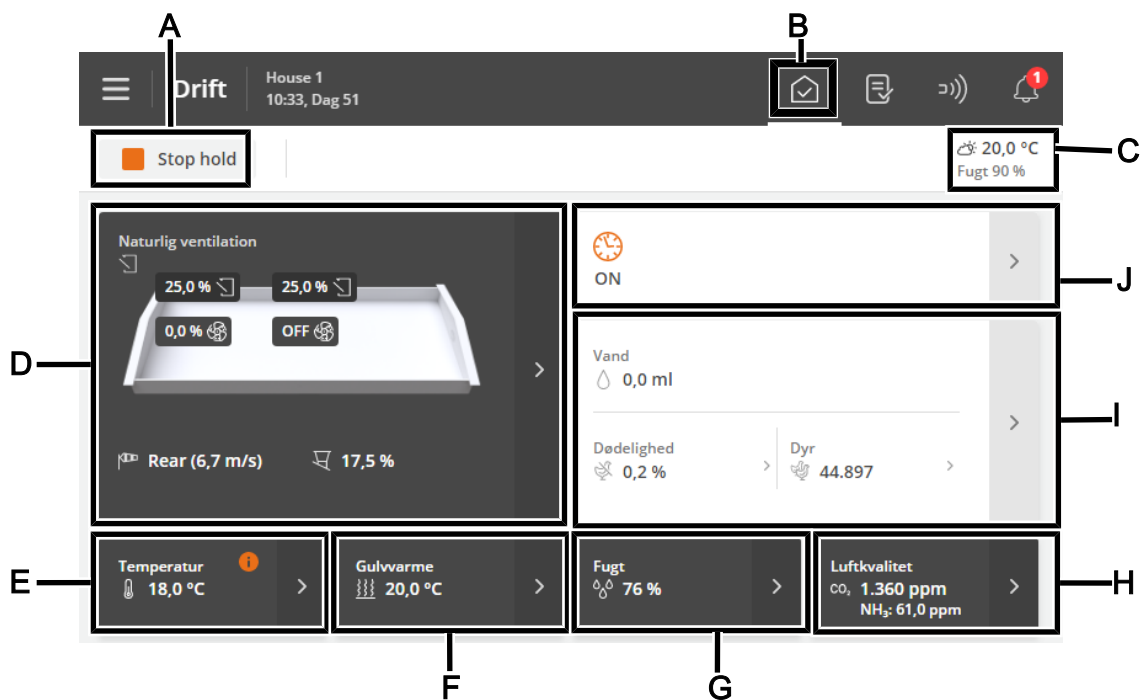 A
B
Drift
House 1
10:33, Dag 51
1
Stop hold
20,0 °C
Fugt 90 %
C
Naturlig ventilation
25,0 %
25,0 %
0,0 %
OFF
Rear (6,7 m/s)
17,5 %
D
ON
J
Vand
0,0 ml
Dødelighed
0,2 %
Dyr
44.897
I
E
Temperatur
i
18,0 °C
Gulvvarme
20,0 °C
Fugt
76 %
Luftkvalitet
CO₂ 1.360 ppm
NH₃: 61,0 ppm
H
F
G